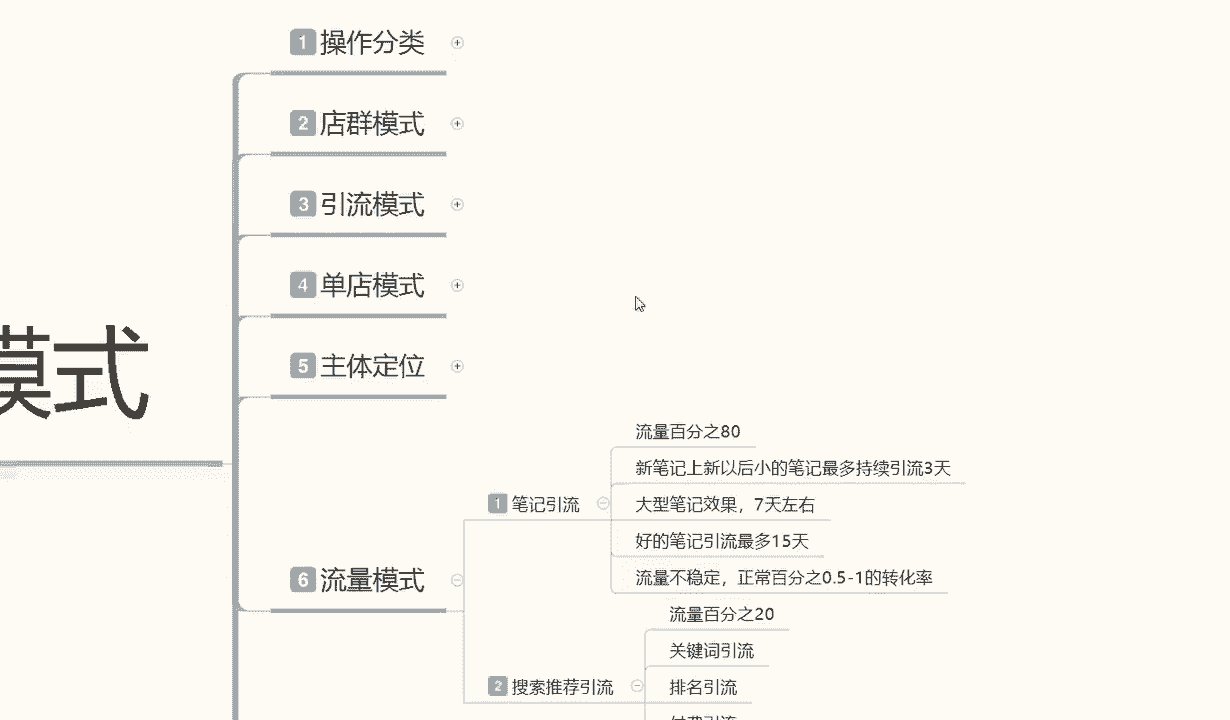 1 操作分类
2 店群模式
3 引流模式
4 单店模式
模式
5 主体定位
流量百分之80
新笔记上新以后小的笔记最多持续引流3天
1 笔记引流
大型笔记效果，7天左右
好的笔记引流最多15天
6 流量模式
流量不稳定，正常百分之0.5-1的转化率
流量百分之20
关键词引流
2 搜索推荐引流
排名引流